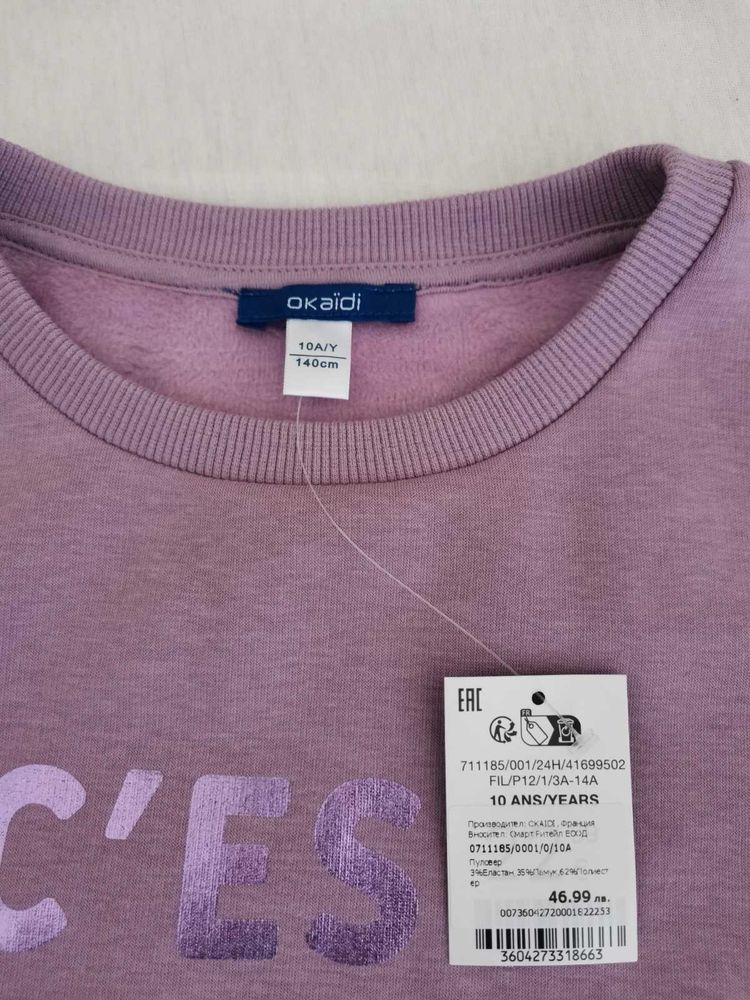 okaïdi
10A/Y
140cm
EAC
FR
711185/001/24H/41699502
FIL/P12/1/3A-14A
10 ANS/YEARS
Производител: OKAIDI, Франция
Вносител: Смарт Ритейл ЕООД
0711185/0001/0/10A
Пуловер
3%Еластан,35%Памук,62%Полиест
ер
46.99 лв.
0073604272000182
3604273318663
C'ES